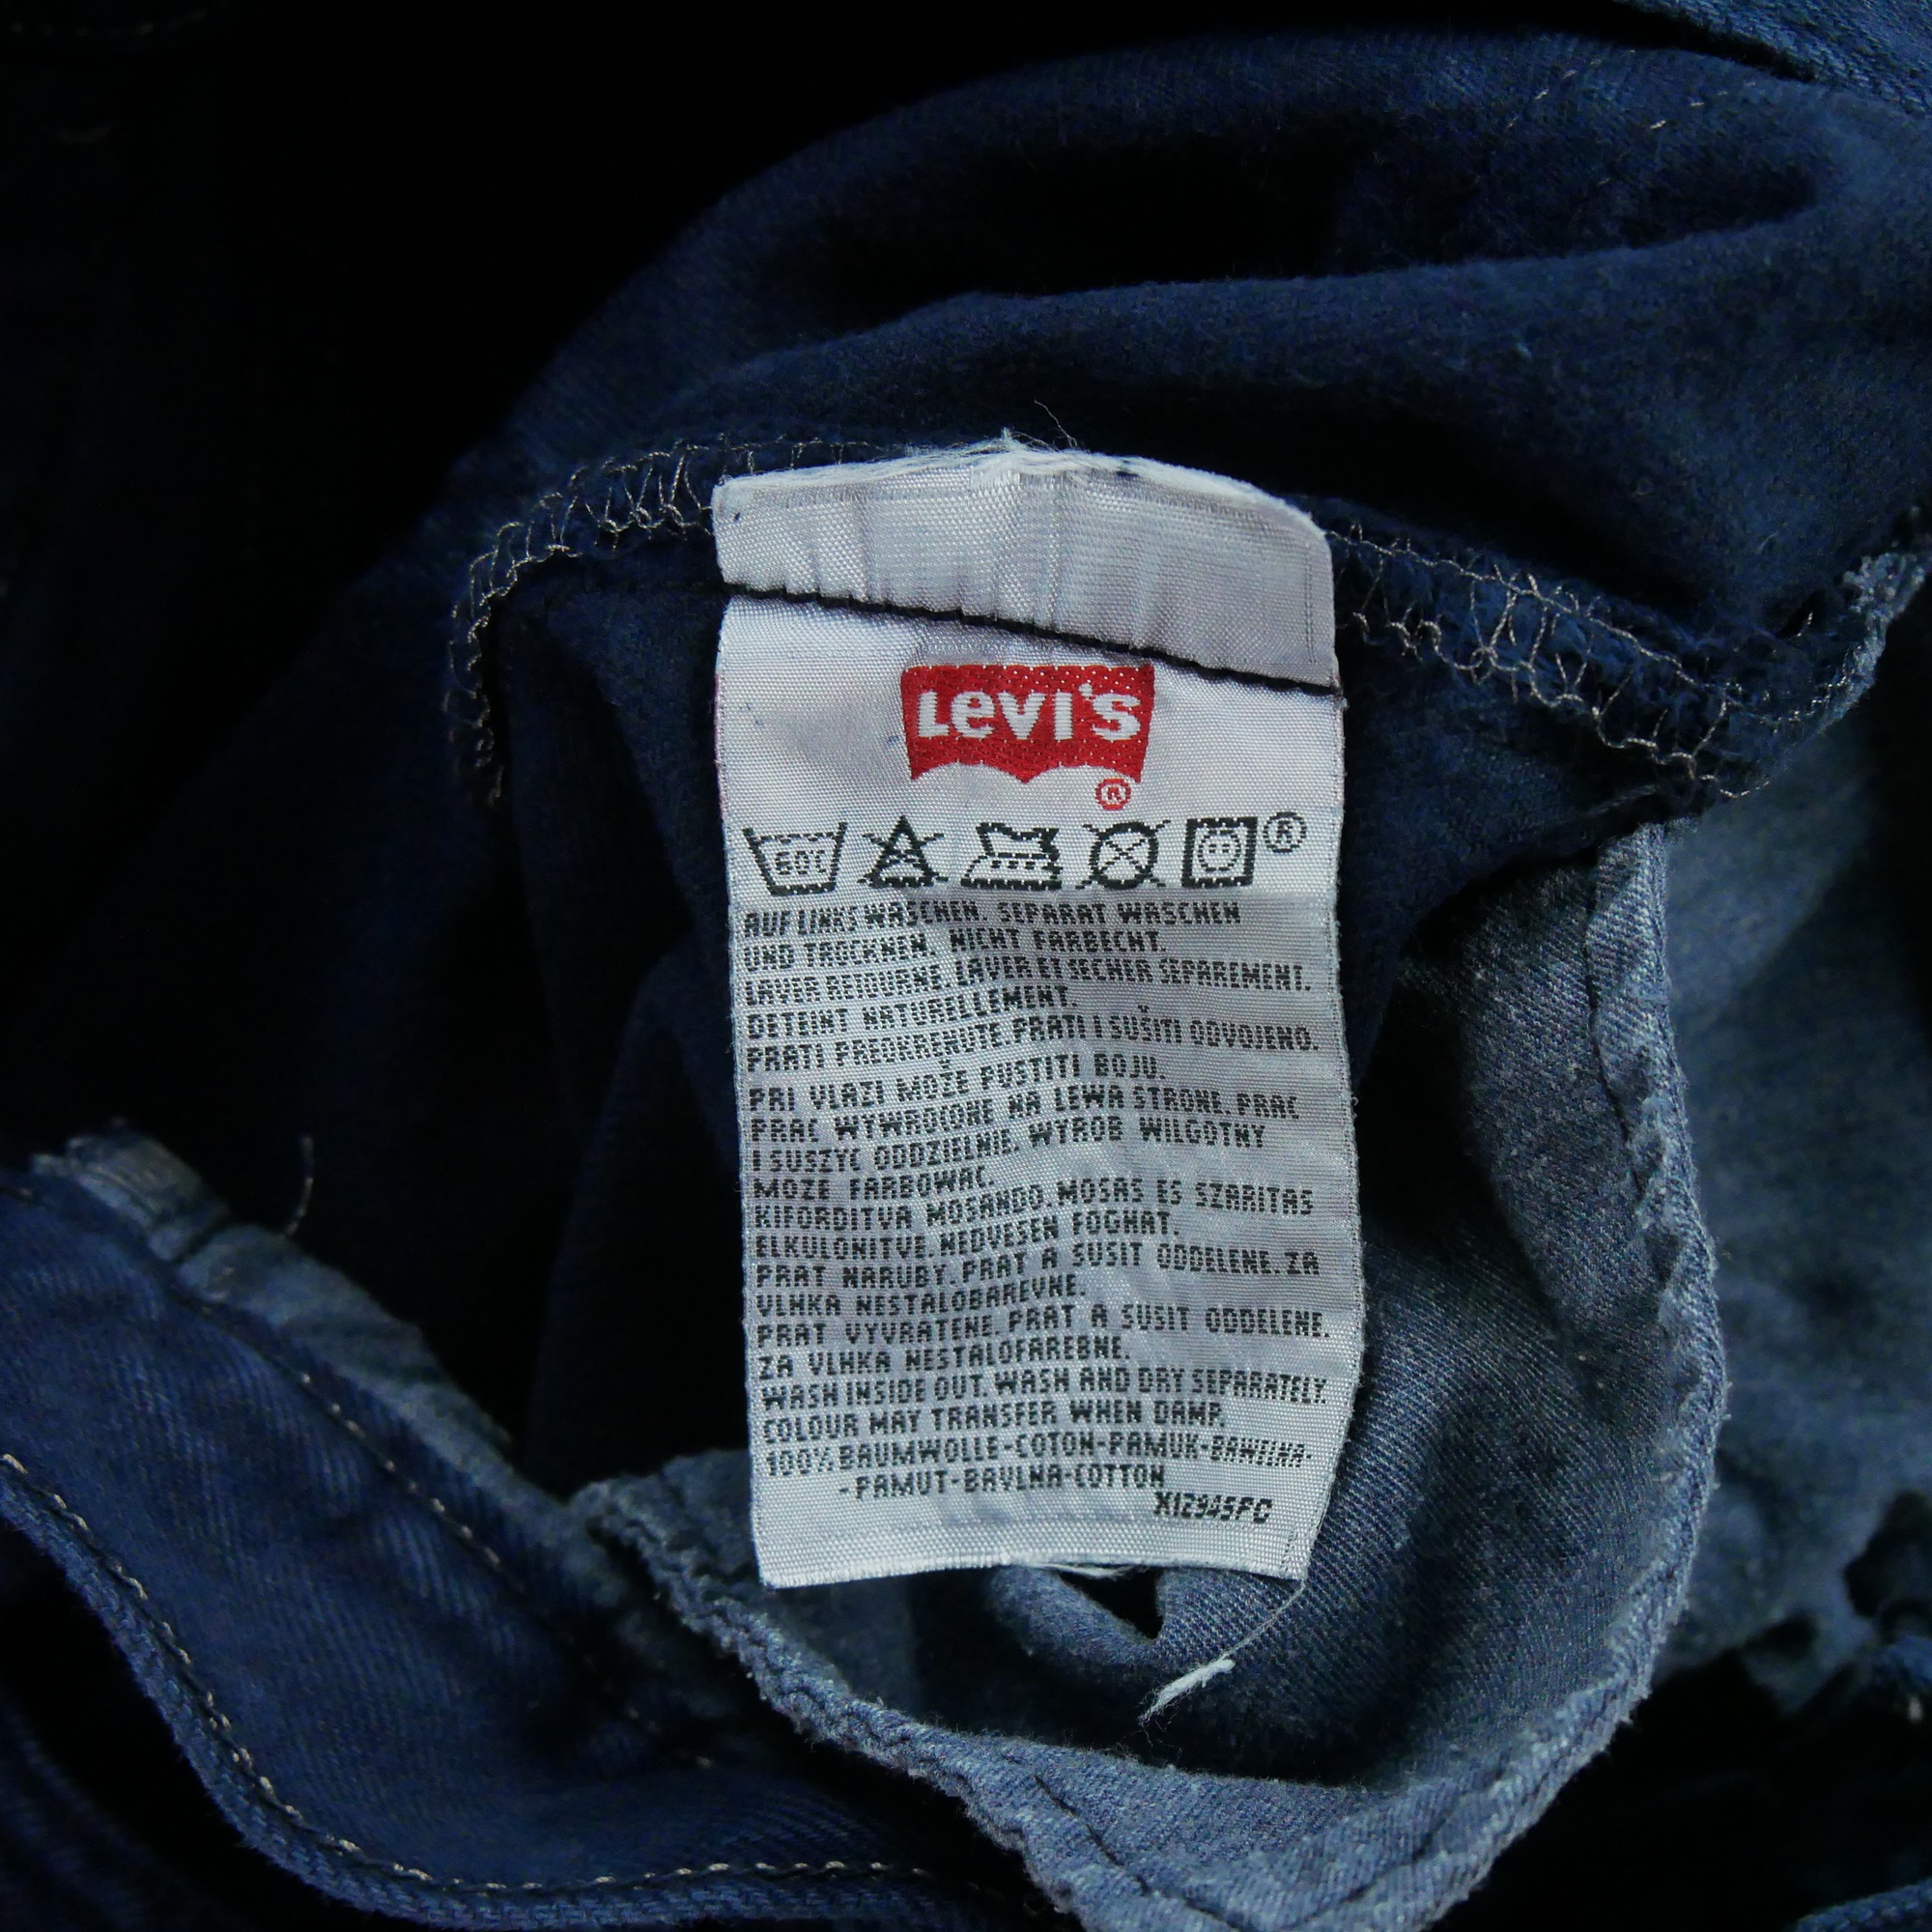 LEVI'S
®
60C ®
AUF LINKS WASCHEN. SEPARAT WASCHEN
UND TROCKNEN. NICHT FARBECHT.
LAVER RETOURNE. LAVER ET SECHER SEPAREMENT.
DETEINT NATURELLEMENT.
PRATI PREOKRENUTE. PRATI I SUŠITI ODVOJENO.
PRI VLAZI MOŽE PUSTITI BOJU.
PRAC WYWROCONE NA LEWA STRONE. PRAC
I SUSZYC ODDZIELNIE. WYROB WILGOTNY
MOZE FARBOWAC.
KIFORDITVA MOSANDO. MOSAS ES SZARITAS
ELKULONITVE. NEDVESEN FOGHAT.
PRAT NARUBY. PRAT A SUSIT ODDELENE. ZA
VLHKA NESTALOBAREVNE.
PRAT VYVRATENE. PRAT A SUSIT ODDELENE.
ZA VLHKA NESTALOFAREBNE.
WASH INSIDE OUT. WASH AND DRY SEPARATELY.
COLOUR MAY TRANSFER WHEN DAMP.
100% BAUMWOLLE-COTON-PAMUK-BAWELNA-
-PAMUT-BAVLNA-COTTON
X12945PC